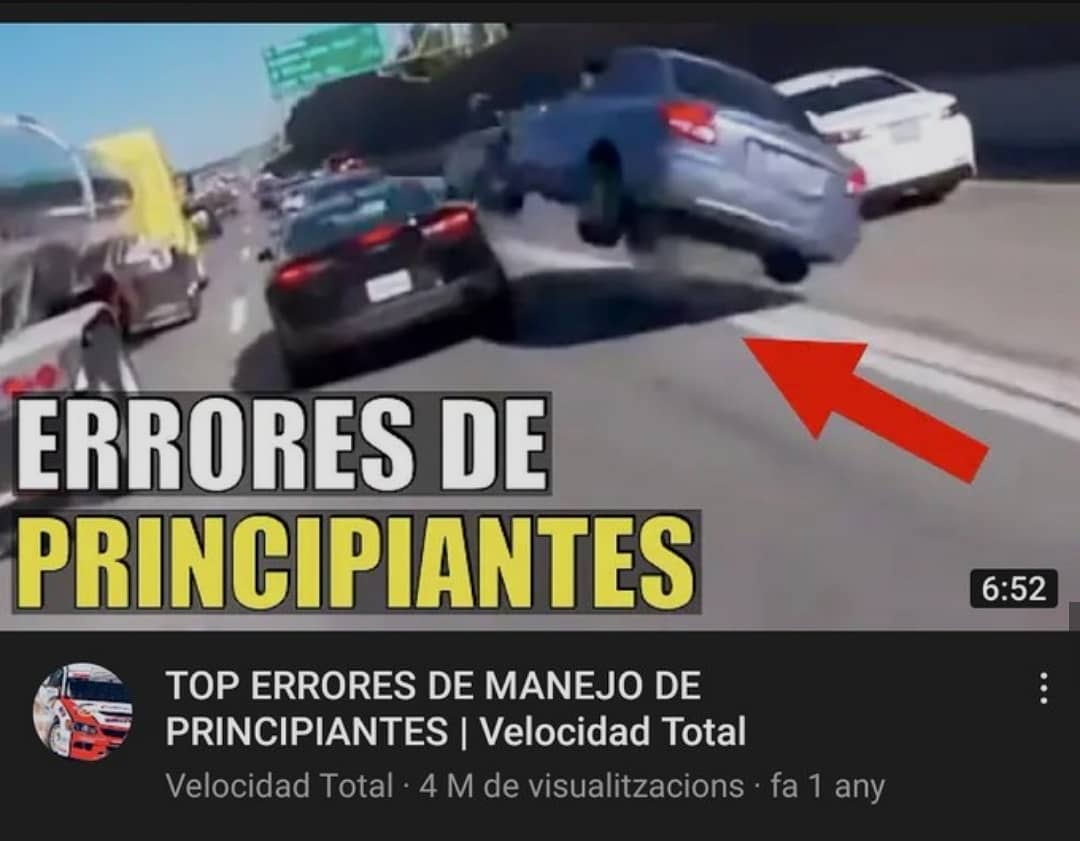 ERRORES DE
PRINCIPIANTES
6:52
TOP ERRORES DE MANEJO DE
PRINCIPIANTES | Velocidad Total
Velocidad Total · 4 M de visualitzacions · fa 1 any